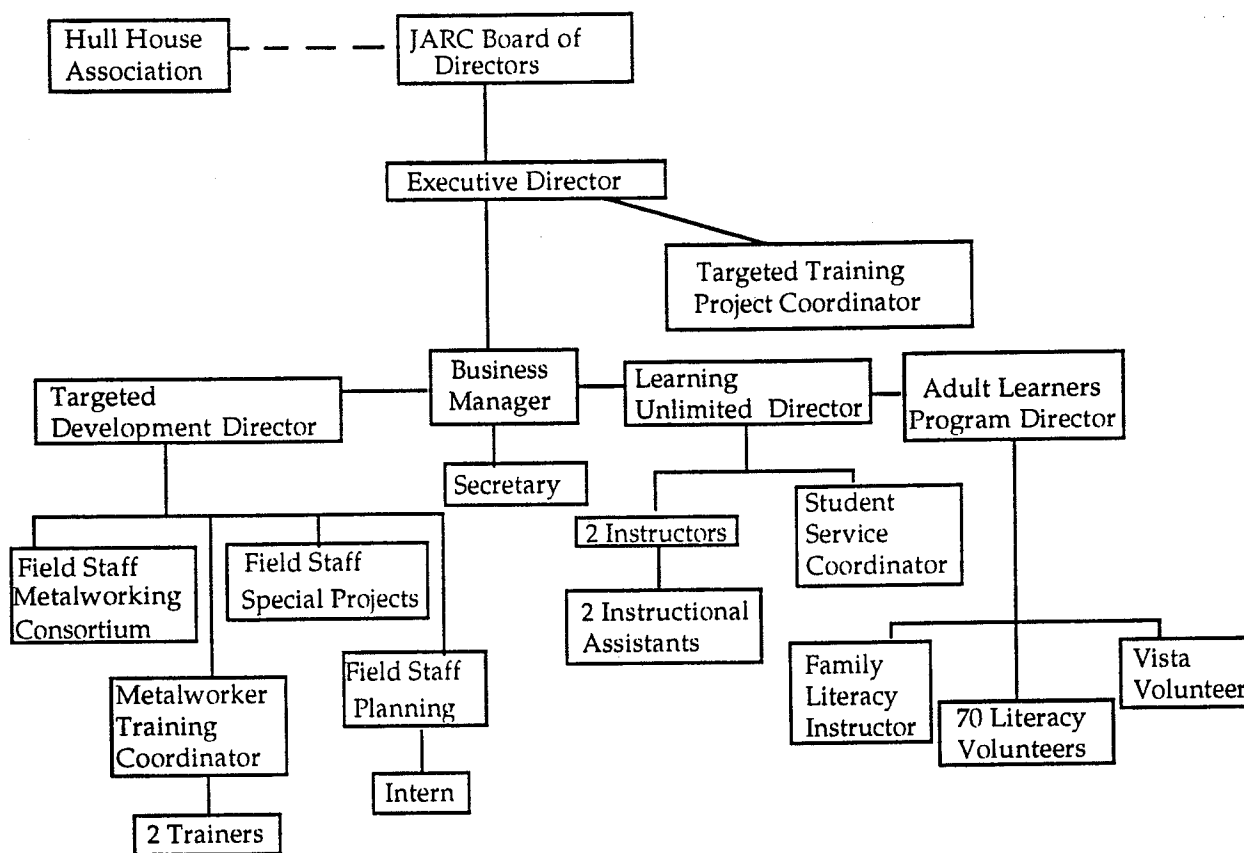 Hull House
Association
JARC Board of
Directors
Executive Director
Targeted Training
Project Coordinator
Targeted
Development Director
Business
Manager
Learning
Unlimited Director
Adult Learners
Program Director
Secretary
2 Instructors
Student
Service
Coordinator
Field Staff
Metalworking
Consortium
Field Staff
Special Projects
2 Instructional
Assistants
Metalworker
Training
Coordinator
Field Staff
Planning
Family
Literacy
Instructor
70 Literacy
Volunteers
Vista
Volunteer
Intern
2 Trainers